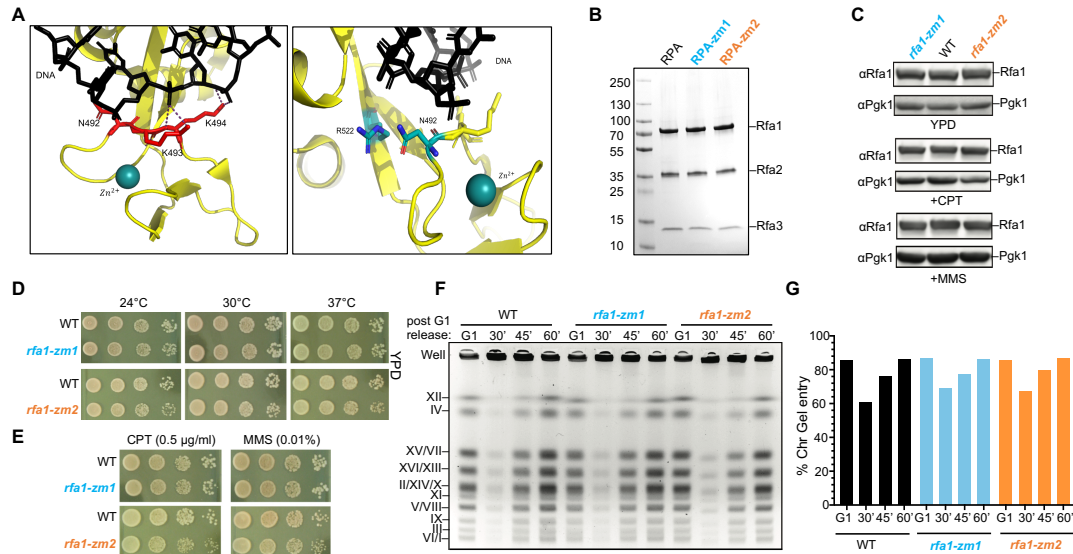 A
DNA
N492
K494
K493
Zn2+
DNA
R522
N492
Zn2+
B
RPA
RPA-zm1
RPA-zm2
250
130
100
70
55
35
25
15
10
Rfa1
Rfa2
Rfa3
C
rfa1-zm1
WT
rfa1-zm2
αRfa1
Rfa1
αPgk1
Pgk1
YPD
αRfa1
Rfa1
αPgk1
Pgk1
+CPT
αRfa1
Rfa1
αPgk1
Pgk1
+MMS
D
24°C 30°C 37°C
WT
rfa1-zm1
WT
rfa1-zm2
YPD
E
CPT (0.5 µg/ml) MMS (0.01%)
WT
rfa1-zm1
WT
rfa1-zm2
F
WT rfa1-zm1 rfa1-zm2
post G1
release:
G1 30' 45' 60' G1 30' 45' 60' G1 30' 45' 60'
Well
XII
IV
XV/VII
XVI/XIII
II/XIV/X
XI
V/VIII
IX
III
VI/I
G
% Chr Gel entry
100
80
60
40
20
0
G1 30' 45' 60' G1 30' 45' 60' G1 30' 45' 60'
WT rfa1-zm1 rfa1-zm2